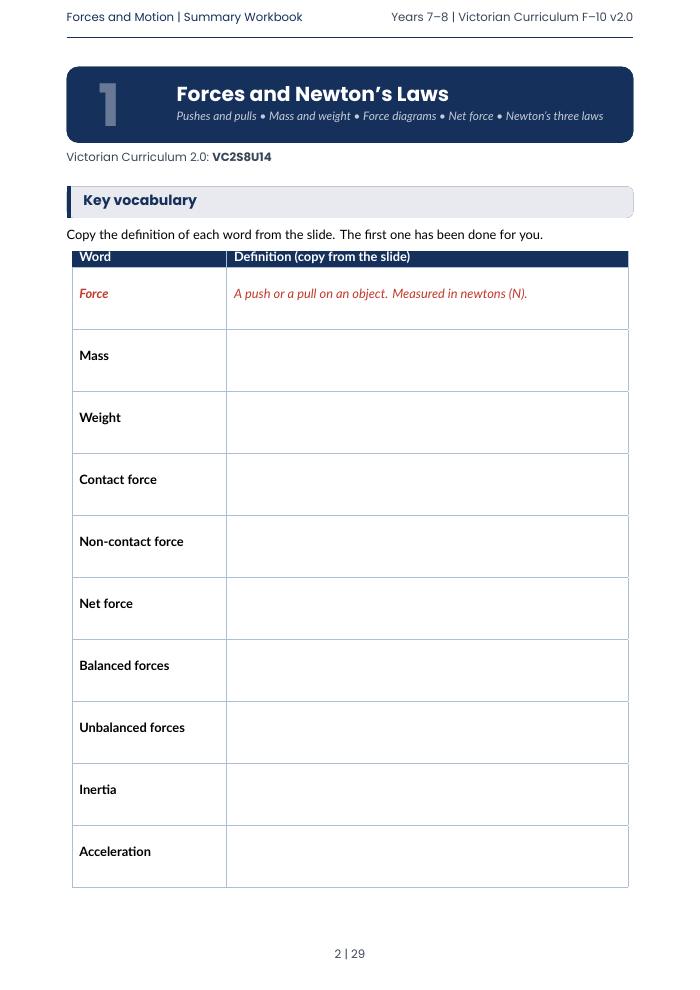 Forces and Motion | Summary Workbook
Years 7–8 | Victorian Curriculum F–10 v2.0
1
Forces and Newton’s Laws
Pushes and pulls • Mass and weight • Force diagrams • Net force • Newton’s three laws
Victorian Curriculum 2.0: VC2S8U14
Key vocabulary
Copy the definition of each word from the slide. The first one has been done for you.
Word
Definition (copy from the slide)
Force
A push or a pull on an object. Measured in newtons (N).
Mass
Weight
Contact force
Non-contact force
Net force
Balanced forces
Unbalanced forces
Inertia
Acceleration
2 | 29